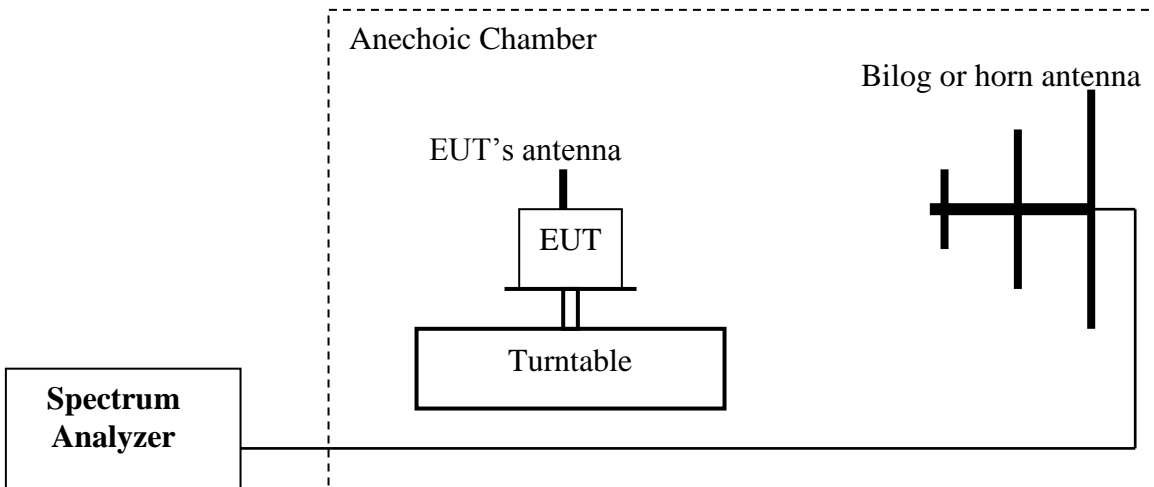 Anechoic Chamber
Bilog or horn antenna
EUT’s antenna
EUT
Turntable
Spectrum
Analyzer